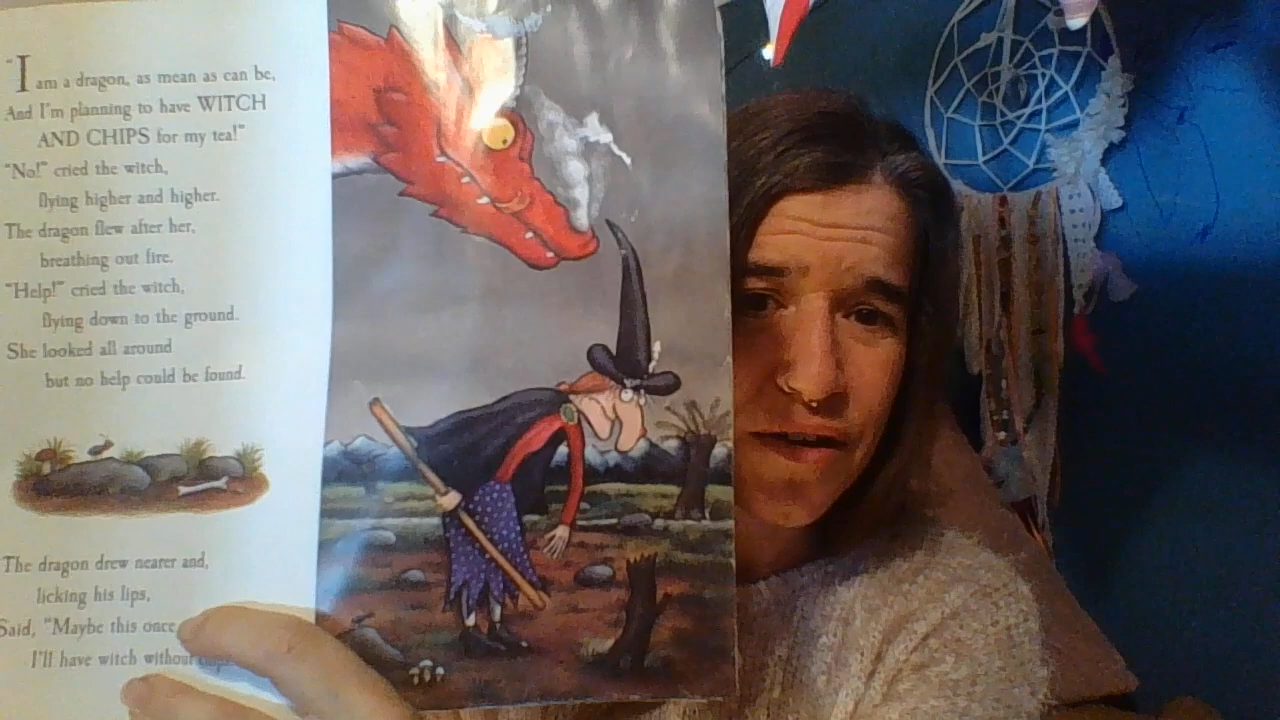 "I am a dragon, as mean as can be,
And I'm planning to have WITCH
AND CHIPS for my tea!"
"No!" cried the witch,
flying higher and higher.
The dragon flew after her,
breathing out fire.
"Help!" cried the witch,
flying down to the ground.
She looked all around
but no help could be found.
The dragon drew nearer and,
licking his lips,
Said, "Maybe this once
I'll have witch without